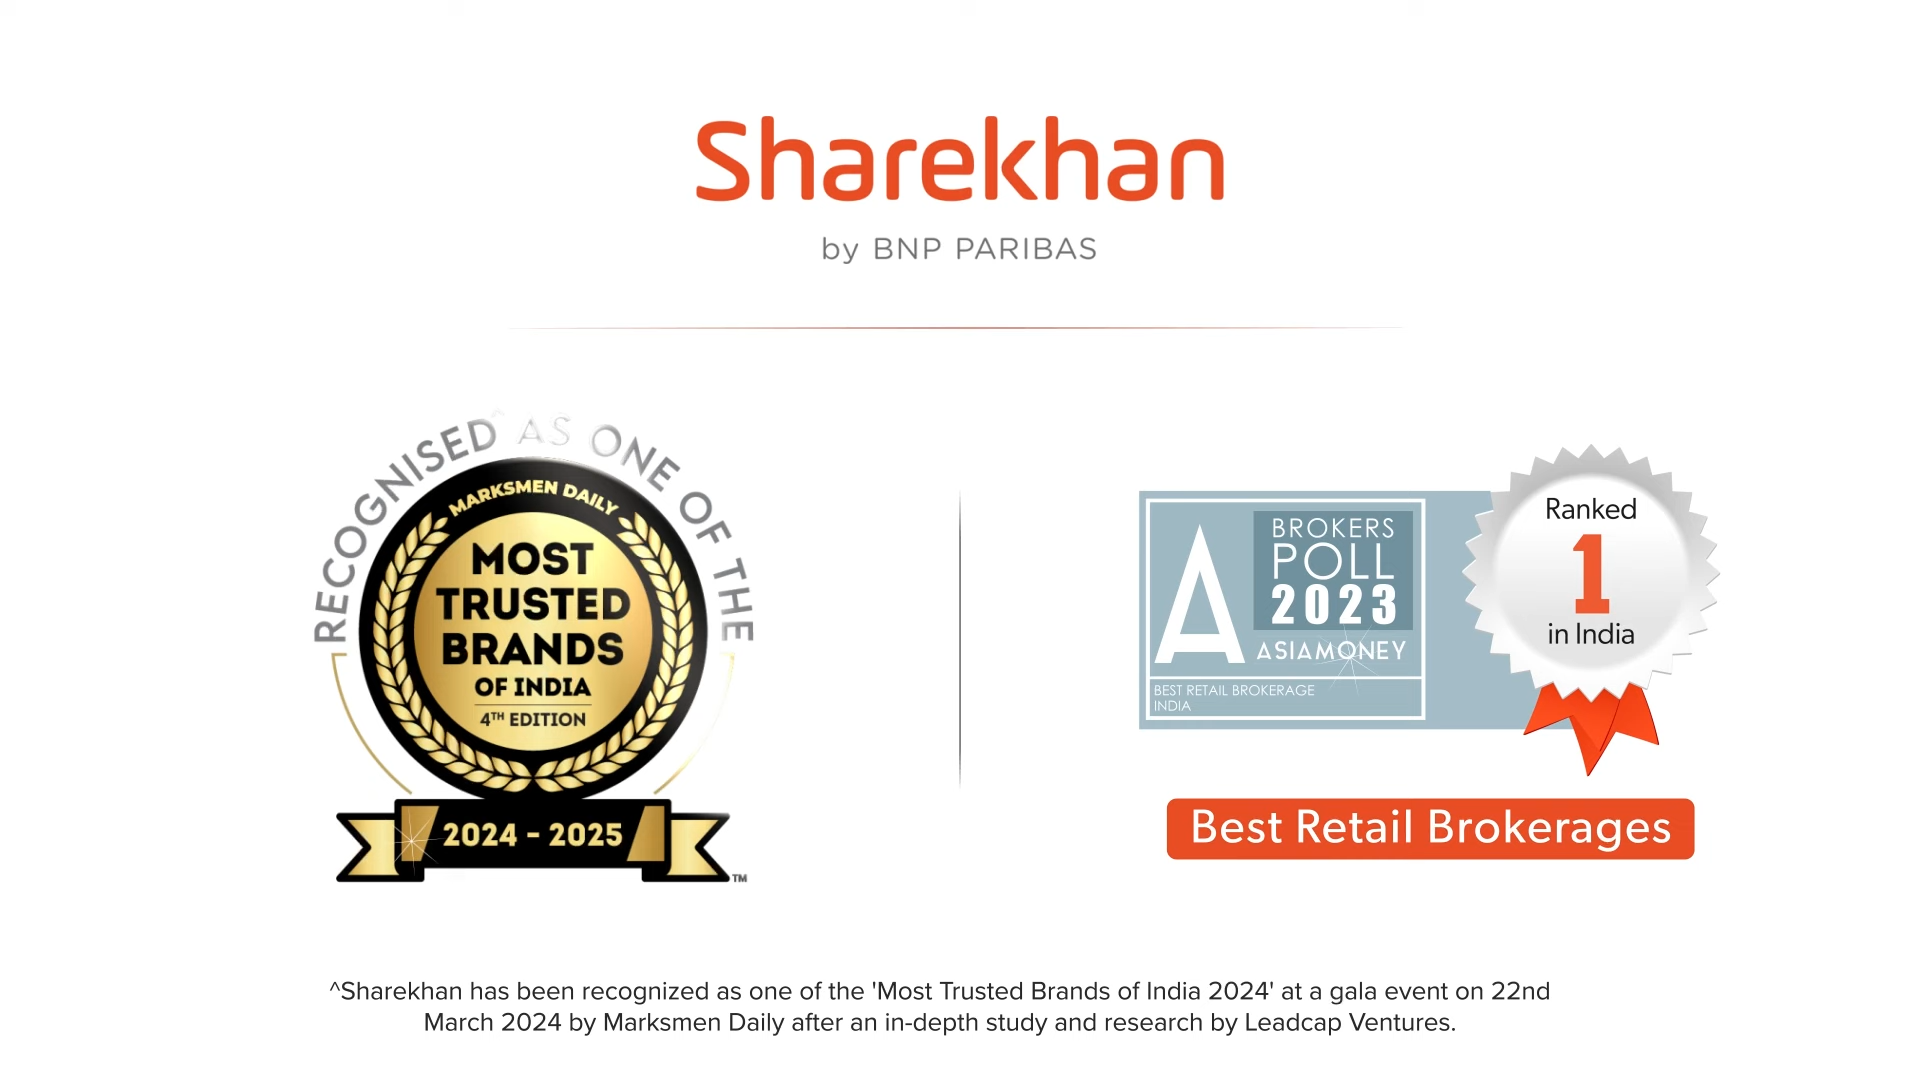 Sharekhan
by BNP PARIBAS
RECOGNISED^ AS ONE OF THE
MARKSMEN DAILY
MOST
TRUSTED
BRANDS
OF INDIA
4TH EDITION
2024 - 2025
TM
BROKERS
POLL
2023
A
ASIAMONEY
BEST RETAIL BROKERAGE
INDIA
Ranked
1
in India
Best Retail Brokerages
^Sharekhan has been recognized as one of the 'Most Trusted Brands of India 2024' at a gala event on 22nd
March 2024 by Marksmen Daily after an in-depth study and research by Leadcap Ventures.